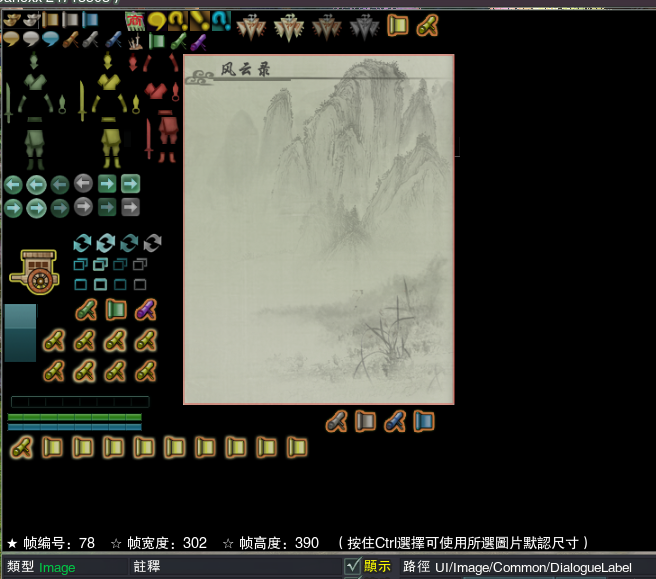 风云录
★ 帧编号：78 ☆ 帧宽度：302 ☆ 帧高度：390 （按住Ctrl選擇可使用所選圖片默認尺寸）
類型 Image 註釋 顯示 路徑 UI/Image/Common/DialogueLabel